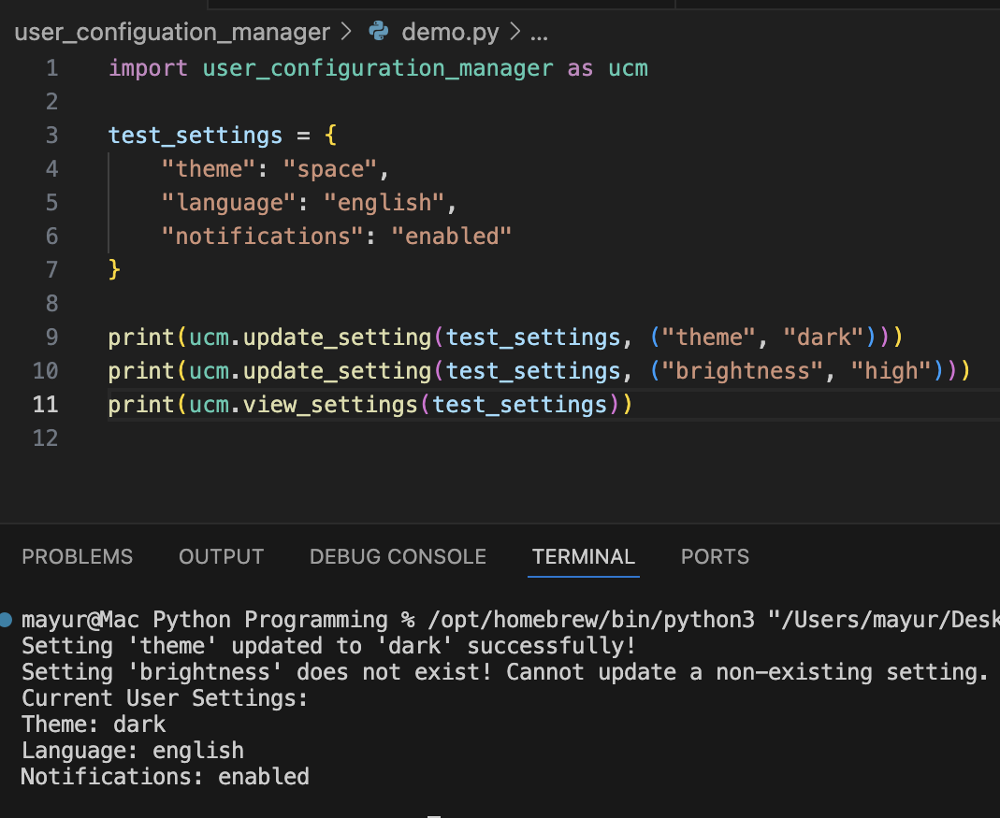 user_configuation_manager > demo.py > ...
1 import user_configuration_manager as ucm
2
3 test_settings = {
4     "theme": "space",
5     "language": "english",
6     "notifications": "enabled"
7 }
8
9 print(ucm.update_setting(test_settings, ("theme", "dark")))
10 print(ucm.update_setting(test_settings, ("brightness", "high")))
11 print(ucm.view_settings(test_settings))
12
PROBLEMS OUTPUT DEBUG CONSOLE TERMINAL PORTS
mayur@Mac Python Programming % /opt/homebrew/bin/python3 "/Users/mayur/Desk
Setting 'theme' updated to 'dark' successfully!
Setting 'brightness' does not exist! Cannot update a non-existing setting.
Current User Settings:
Theme: dark
Language: english
Notifications: enabled